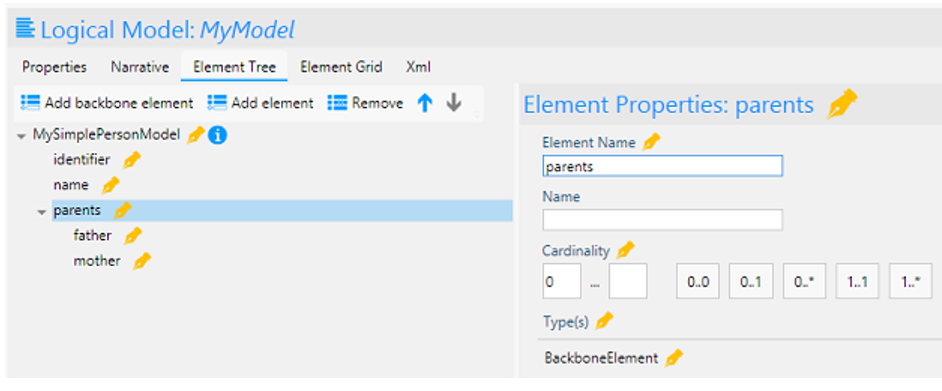 Logical Model: MyModel
Properties Narrative Element Tree Element Grid Xml
Add backbone element Add element Remove
MySimplePersonModel
identifier
name
parents
father
mother
Element Properties: parents
Element Name
parents
Name
Cardinality
0 ... 0..0 0..1 0..* 1..1 1..*
Type(s)
BackboneElement